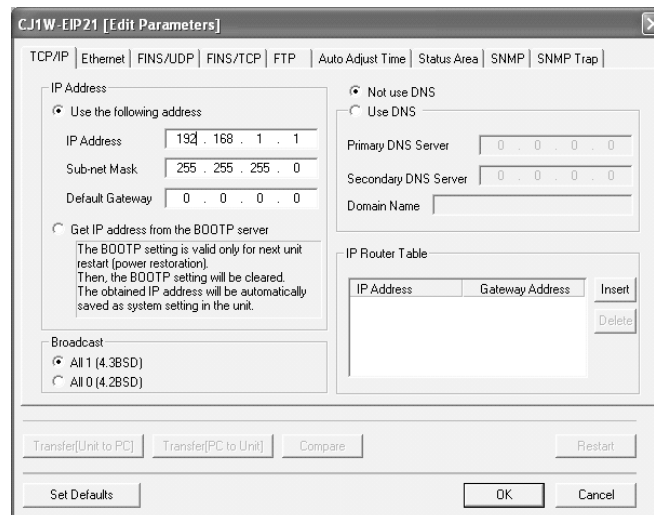 CJ1W-EIP21 [Edit Parameters]
TCP/IP Ethernet FINS/UDP FINS/TCP FTP Auto Adjust Time Status Area SNMP SNMP Trap
IP Address
Use the following address
IP Address 192 . 168 . 1 . 1
Sub-net Mask 255 . 255 . 255 . 0
Default Gateway 0 . 0 . 0 . 0
Get IP address from the BOOTP server
The BOOTP setting is valid only for next unit
restart (power restoration).
Then, the BOOTP setting will be cleared.
The obtained IP address will be automatically
saved as system setting in the unit.
Broadcast
All 1 (4.3BSD)
All 0 (4.2BSD)
Not use DNS
Use DNS
Primary DNS Server 0 . 0 . 0 . 0
Secondary DNS Server 0 . 0 . 0 . 0
Domain Name
IP Router Table
IP Address Gateway Address
Insert
Delete
Transfer[Unit to PC] Transfer[PC to Unit] Compare Restart
Set Defaults OK Cancel